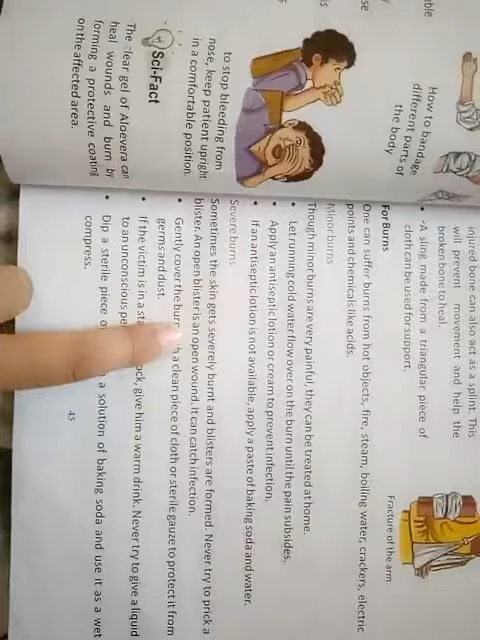 ble
se
How to bandage
different parts of
the body
to stop bleeding from
nose, keep patient upright
in a comfortable position.
Sci-Fact
The clear gel of Aloevera can
heal wounds and burn by
forming a protective coating
on the affected area.
injured bone can also act as a splint. This
will prevent movement and help the
broken bone to heal.
• A sling made from a triangular piece of
cloth can be used for support.
Fracture of the arm
For Burns
One can suffer burns from hot objects, fire, steam, boiling water, crackers, electric
points and chemicals like acids.
Minor burns
Though minor burns are very painful, they can be treated at home.
• Let running cold water flow over on the burn until the pain subsides.
• Apply an antiseptic lotion or cream to prevent infection.
• If an antiseptic lotion is not available, apply a paste of baking soda and water.
Severe burns
Sometimes the skin gets severely burnt and blisters are formed. Never try to prick a
blister. An open blister is an open wound. It can catch infection.
• Gently cover the burn a clean piece of cloth or sterile gauze to protect it from
germs and dust.
• If the victim is in a ock, give him a warm drink. Never try to give a liquid
to an unconscious pe
• Dip a sterile piece a solution of baking soda and use it as a wet
compress.
45